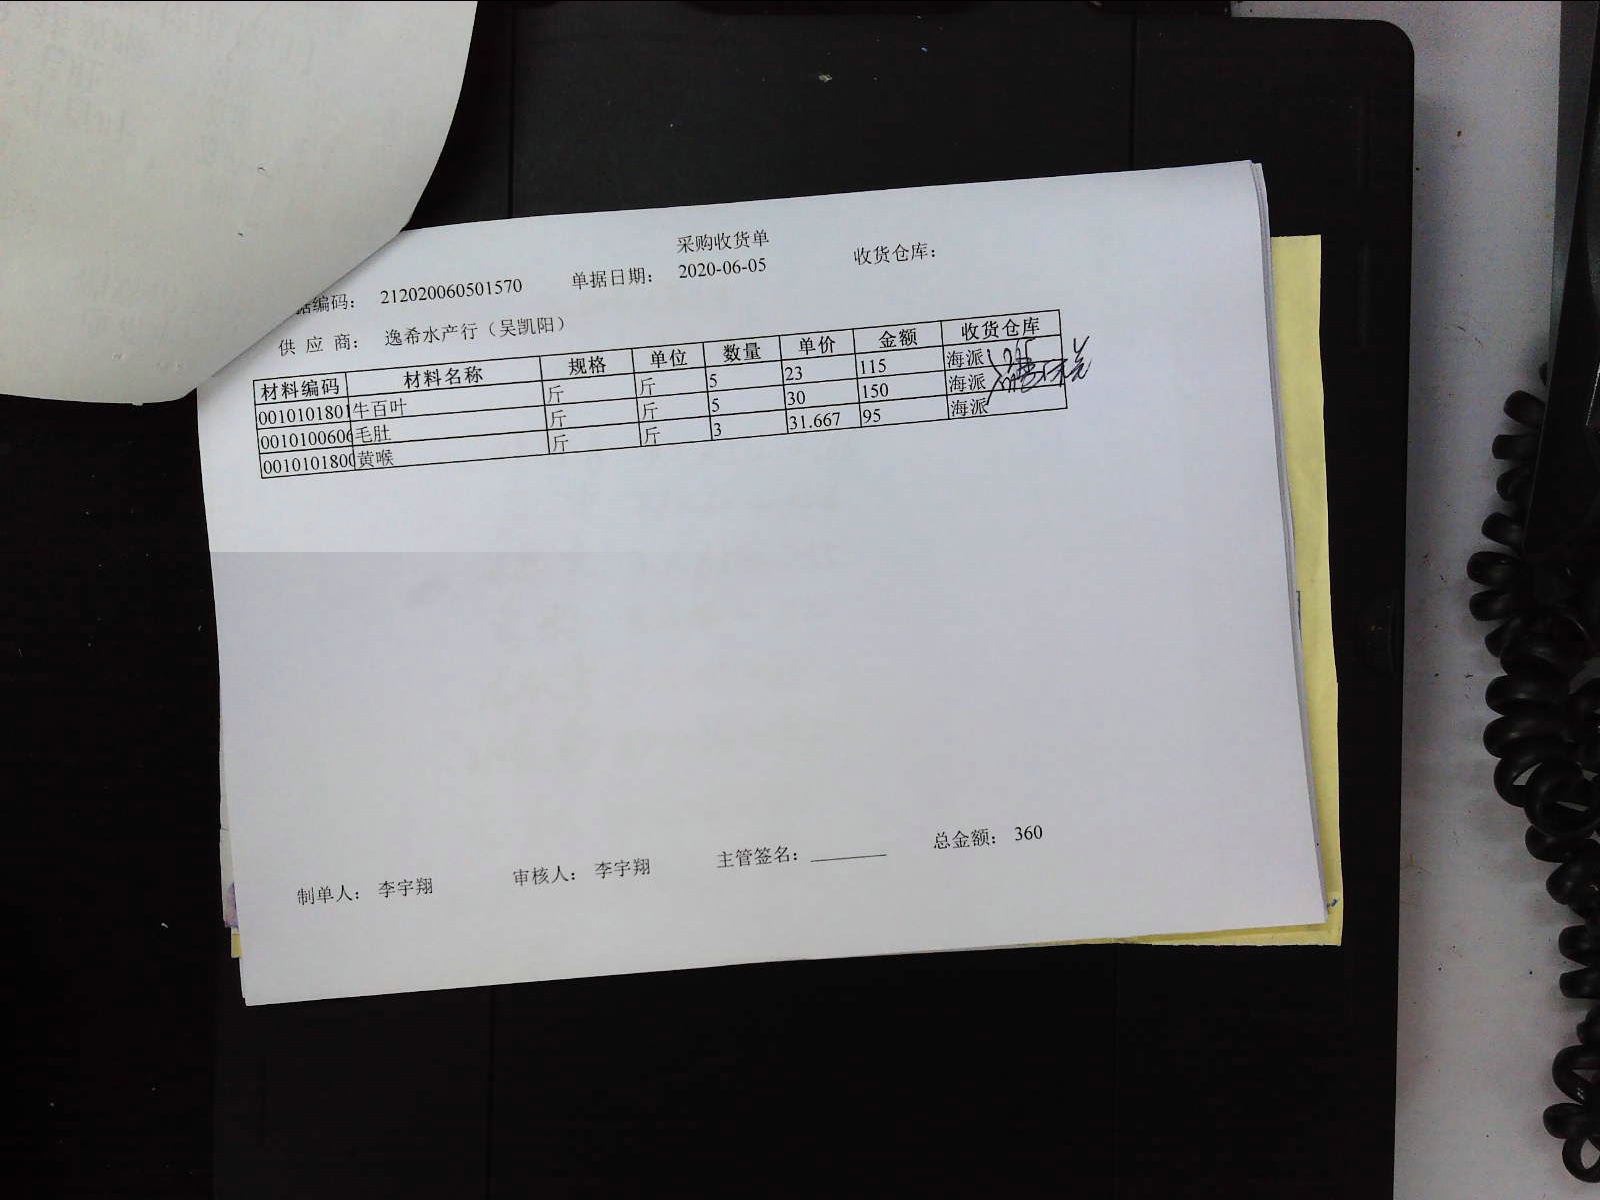 采购收货单
据编码： 212020060501570 单据日期： 2020-06-05 收货仓库：
供 应 商： 逸希水产行（吴凯阳）
材料编码 材料名称 规格 单位 数量 单价 金额 收货仓库
0010101801 牛百叶 斤 斤 5 23 115 海派
0010100606 毛肚 斤 斤 5 30 150 海派
0010101800 黄喉 斤 斤 3 31.667 95 海派
制单人： 李宇翔 审核人： 李宇翔 主管签名： 总金额： 360